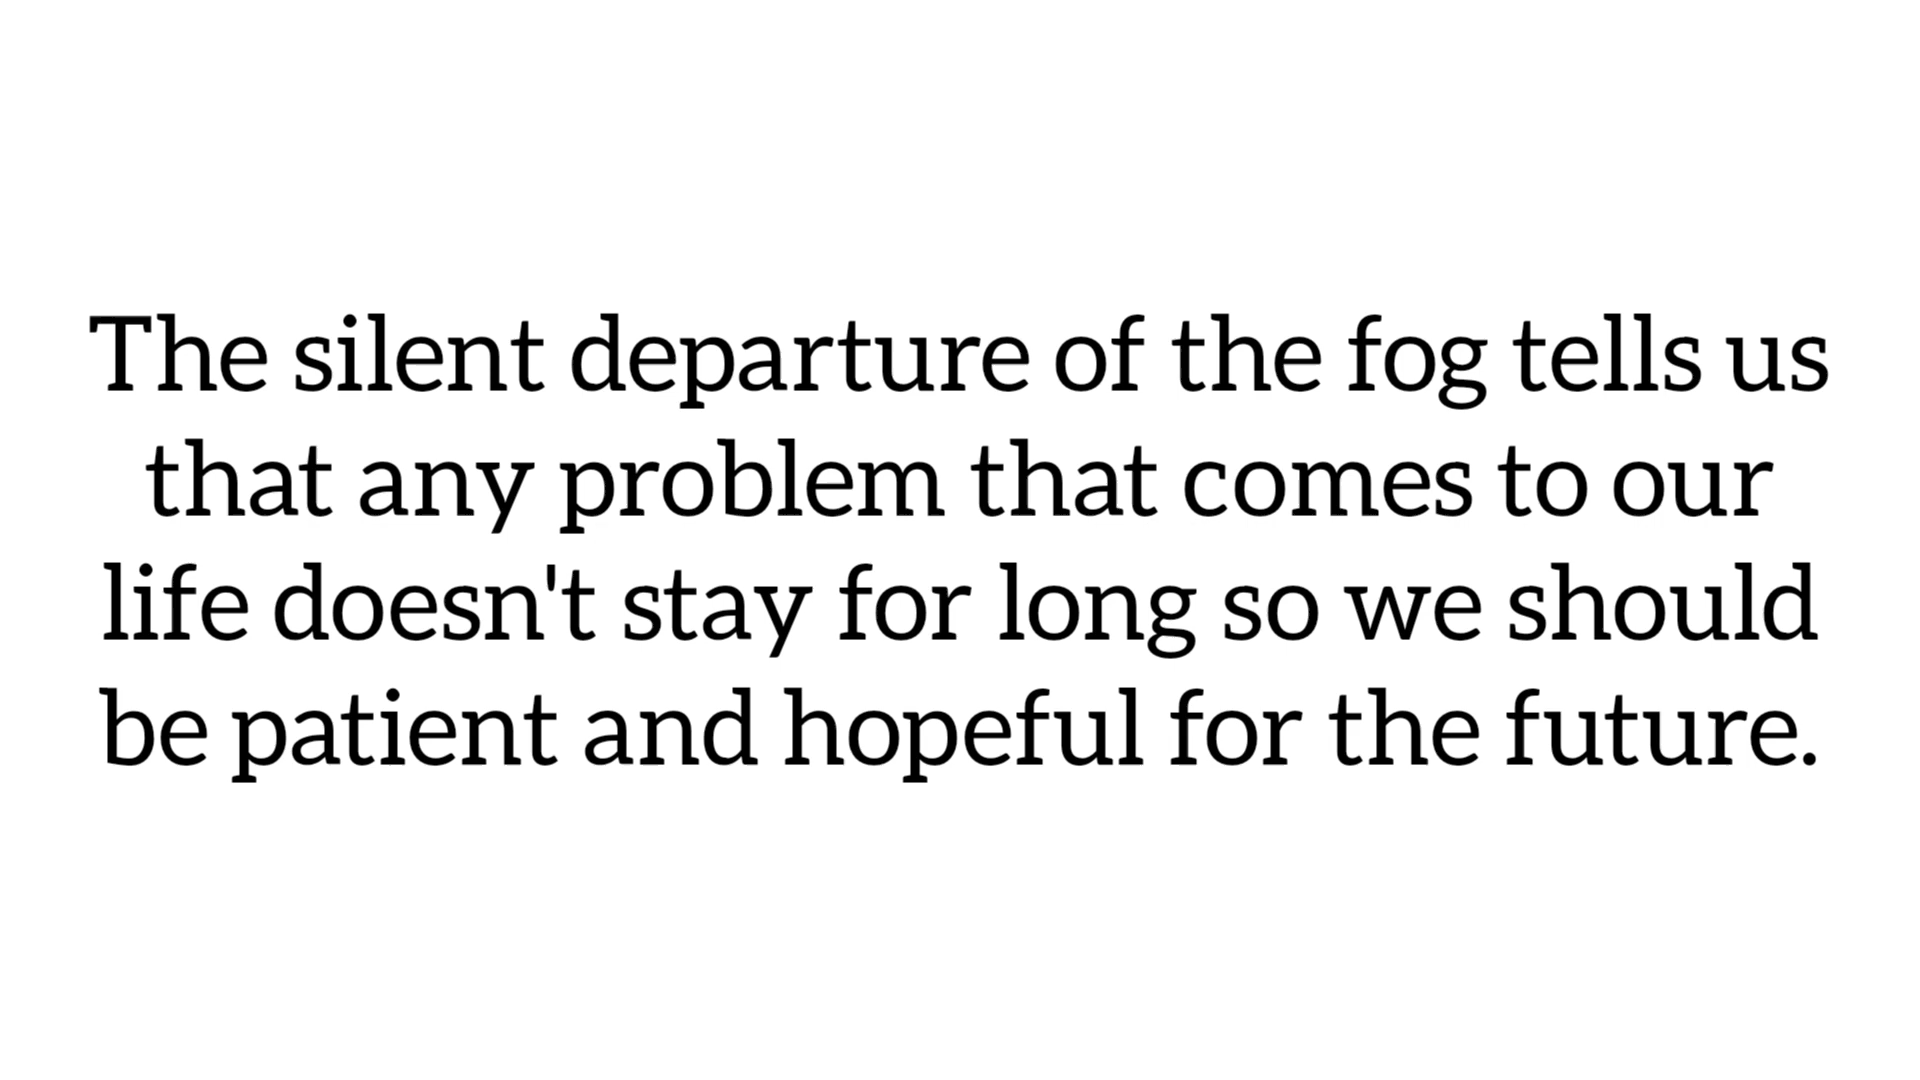 The silent departure of the fog tells us
that any problem that comes to our
life doesn't stay for long so we should
be patient and hopeful for the future.